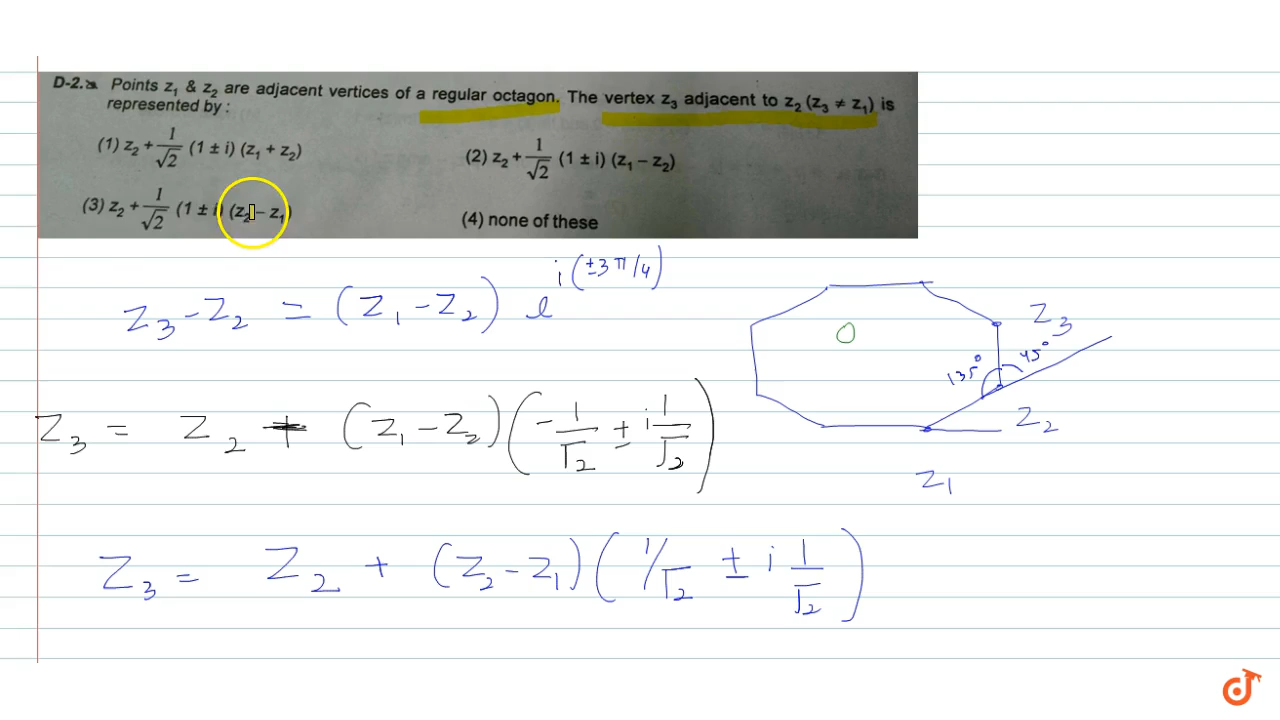 D-2. Points z₁ & z₂ are adjacent vertices of a regular octagon. The vertex z₃ adjacent to z₂ (z₃ ≠ z₁) is
represented by :
(1) z₂ + 1/√2 (1 ± i) (z₁ + z₂)
(2) z₂ + 1/√2 (1 ± i) (z₁ – z₂)
(3) z₂ + 1/√2 (1 ± i) (z₂ – z₁)
(4) none of these
z₃ - z₂ = (z₁ - z₂) e^i(±3π/4)
z₃ = z₂ + (z₁ - z₂) (-1/√2 ± i 1/√2)
z₃ = z₂ + (z₂ - z₁) (1/√2 ± i 1/√2)
O
z₃
135°
45°
z₂
z₁